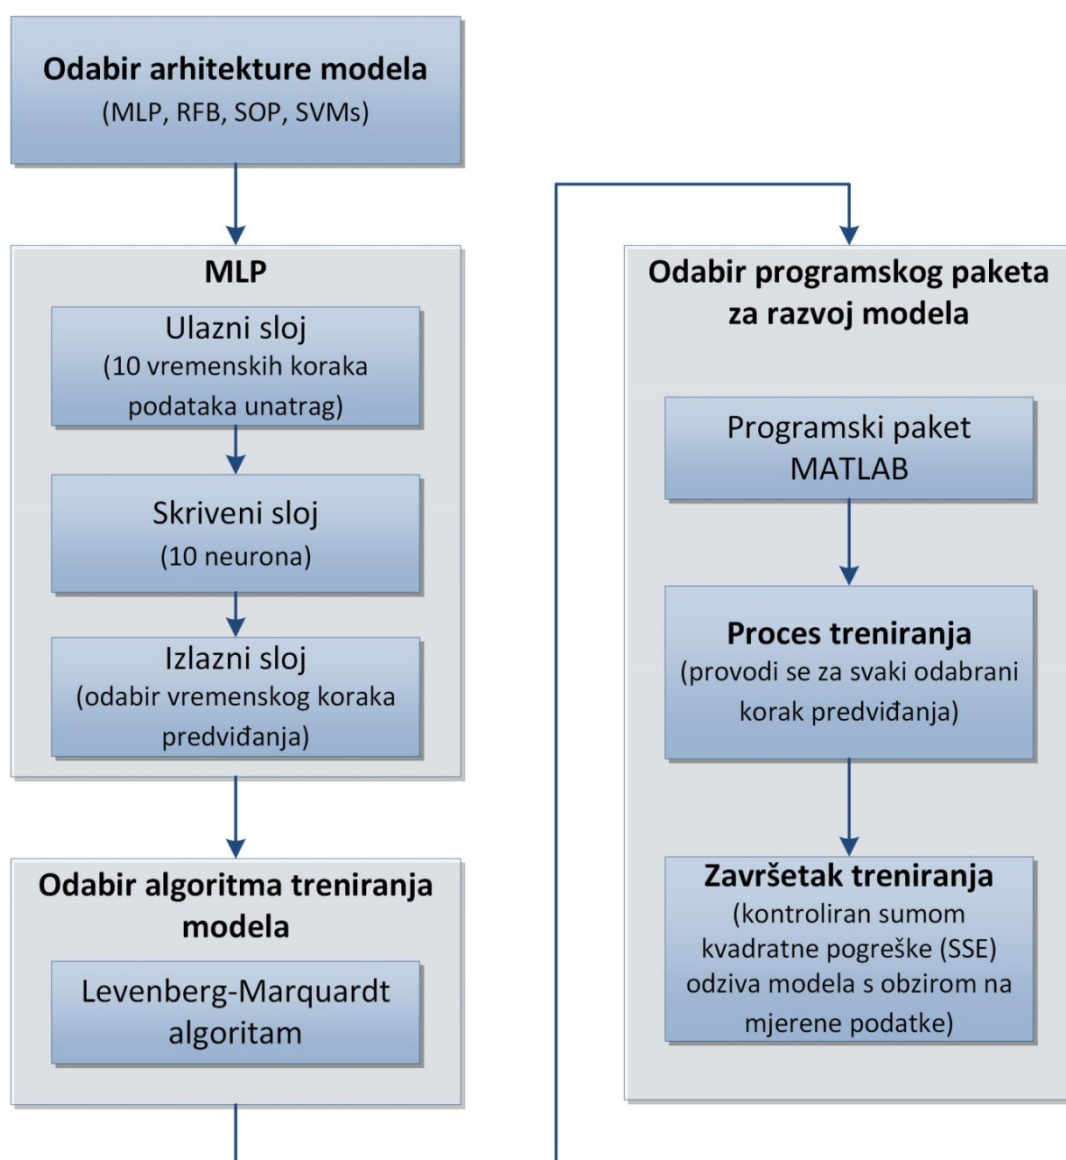 Odabir arhitekture modela
(MLP, RFB, SOP, SVMs)
MLP
Ulazni sloj
(10 vremenskih koraka
podataka unatrag)
Skriveni sloj
(10 neurona)
Izlazni sloj
(odabir vremenskog koraka
predviđanja)
Odabir algoritma treniranja
modela
Levenberg-Marquardt
algoritam
Odabir programskog paketa
za razvoj modela
Programski paket
MATLAB
Proces treniranja
(provodi se za svaki odabrani
korak predviđanja)
Završetak treniranja
(kontroliran sumom
kvadratne pogreške (SSE)
odziva modela s obzirom na
mjerene podatke)